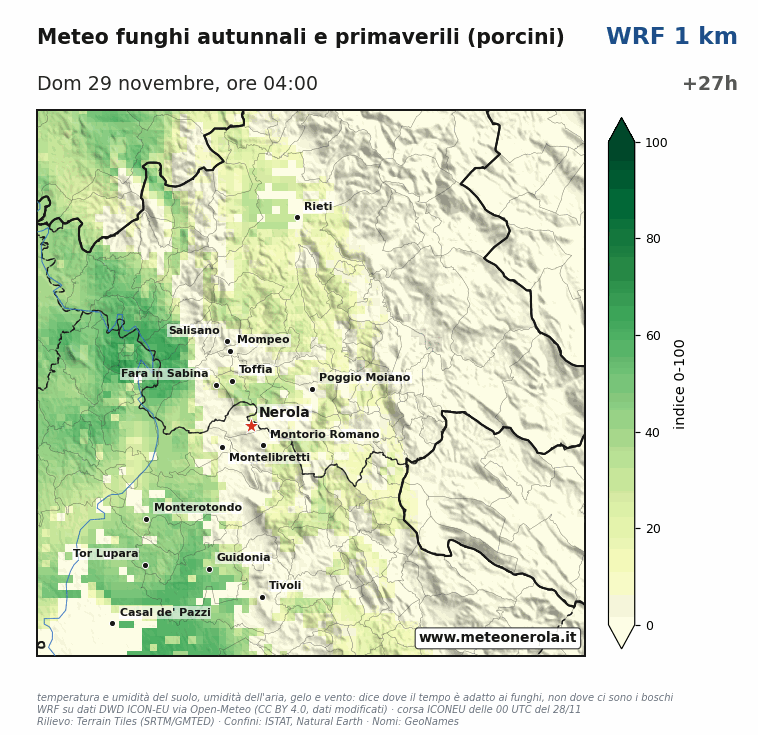 Meteo funghi autunnali e primaverili (porcini)
WRF 1 km
Dom 29 novembre, ore 04:00
+27h
Rieti
Salisano
Mompeo
Toffia
Fara in Sabina
Poggio Moiano
Nerola
Montorio Romano
Montelibretti
Monterotondo
Tor Lupara
Guidonia
Tivoli
Casal de' Pazzi
www.meteonerola.it
100
80
60
40
20
0
indice 0-100
temperatura e umidità del suolo, umidità dell'aria, gelo e vento: dice dove il tempo è adatto ai funghi, non dove ci sono i boschi
WRF su dati DWD ICON-EU via Open-Meteo (CC BY 4.0, dati modificati) · corsa ICONEU delle 00 UTC del 28/11
Rilievo: Terrain Tiles (SRTM/GMTED) · Confini: ISTAT, Natural Earth · Nomi: GeoNames